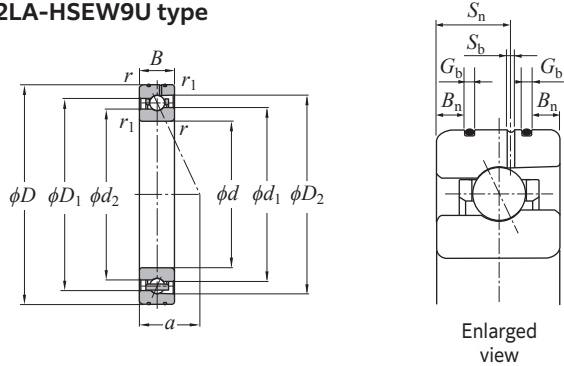 2LA-HSEW9U type
B
r
r1
r1
r
ϕD
ϕD1
ϕd2
ϕd
ϕd1
ϕD2
a
Sn
Sb
Gb
Gb
Bn
Bn
Enlarged
view